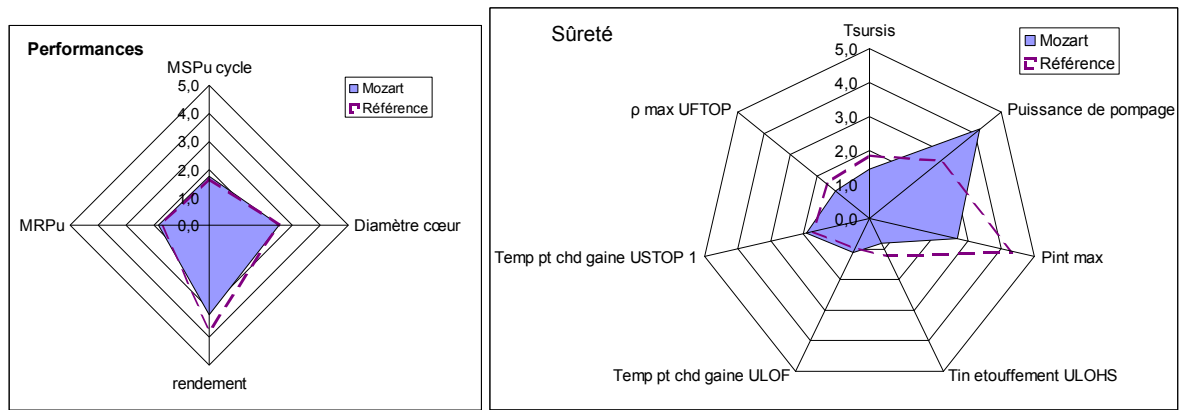 Performances
MSPu cycle
5,0
4,0
3,0
2,0
1,0
0,0
Mozart
Référence
MRPu
Diamètre cœur
rendement
Sûreté
Tsursis
5,0
4,0
3,0
2,0
1,0
0,0
Mozart
Référence
ρ max UFTOP
Puissance de pompage
Temp pt chd gaine USTOP 1
Pint max
Temp pt chd gaine ULOF
Tin etouffement ULOHS